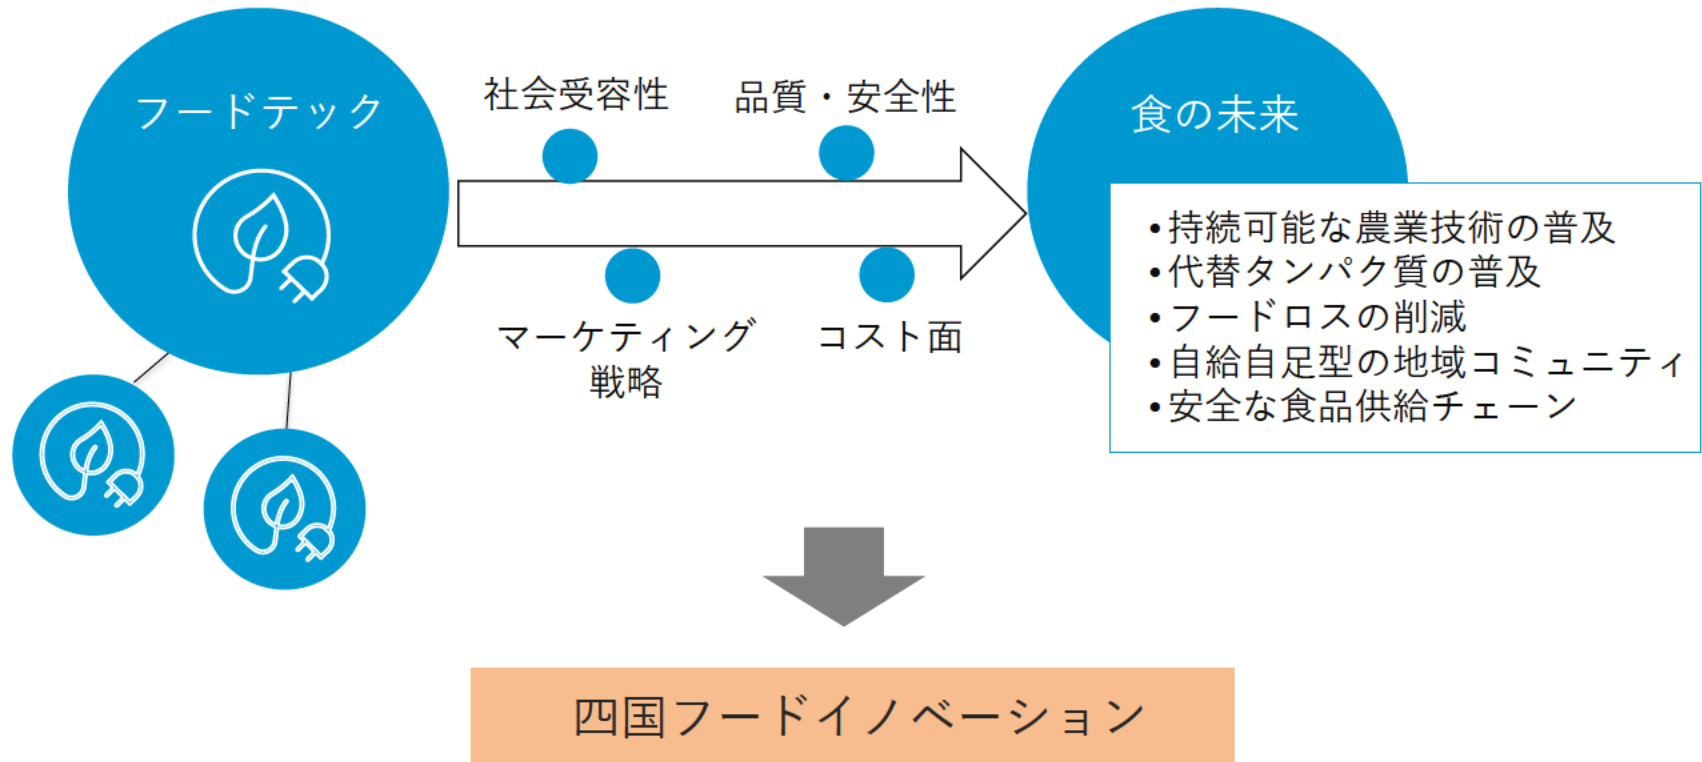 フードテック
社会受容性
品質・安全性
マーケティング
戦略
コスト面
食の未来
•持続可能な農業技術の普及
•代替タンパク質の普及
•フードロスの削減
•自給自足型の地域コミュニティ
•安全な食品供給チェーン
四国フードイノベーション